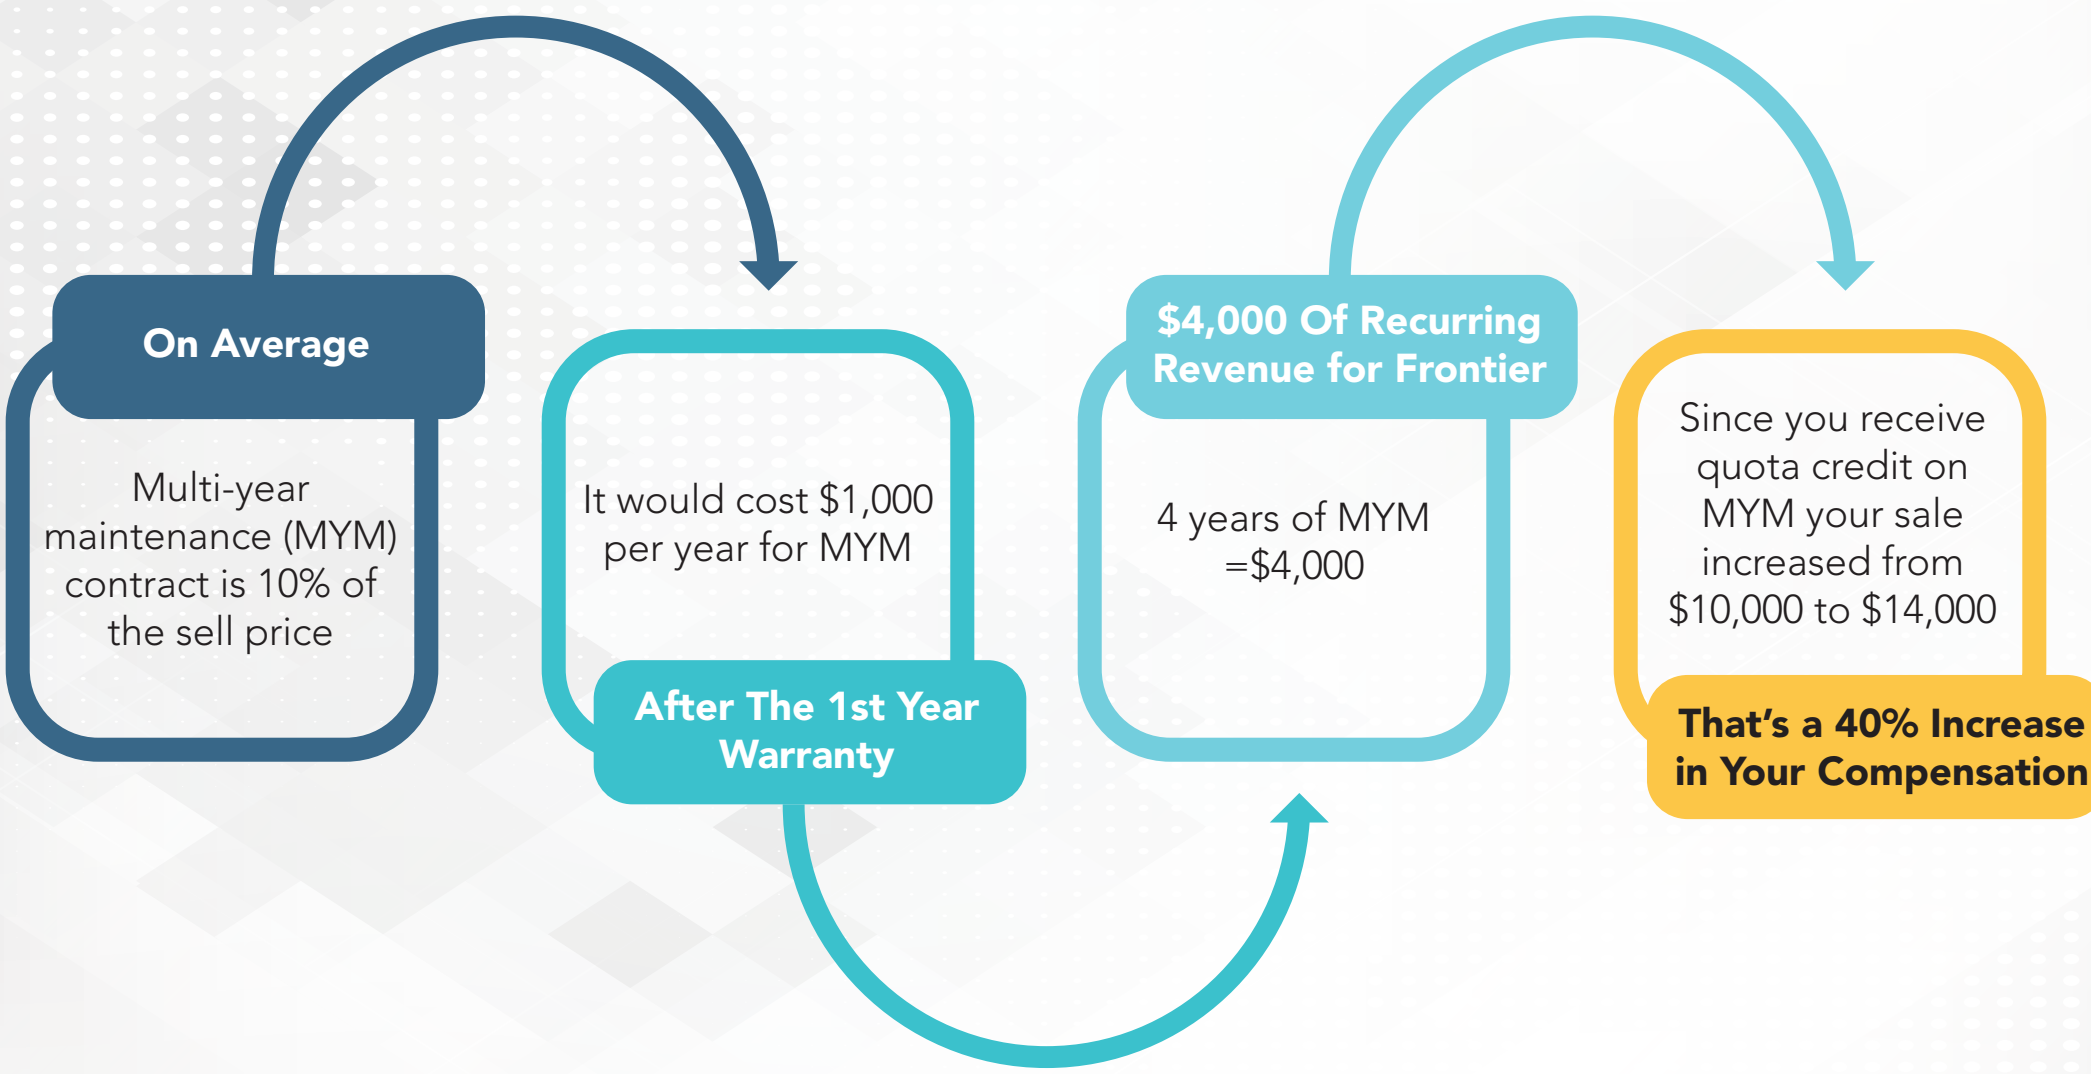 On Average
Multi-year
maintenance (MYM)
contract is 10% of
the sell price
It would cost $1,000
per year for MYM
After The 1st Year
Warranty
$4,000 Of Recurring
Revenue for Frontier
4 years of MYM
=$4,000
Since you receive
quota credit on
MYM your sale
increased from
$10,000 to $14,000
That’s a 40% Increase
in Your Compensation